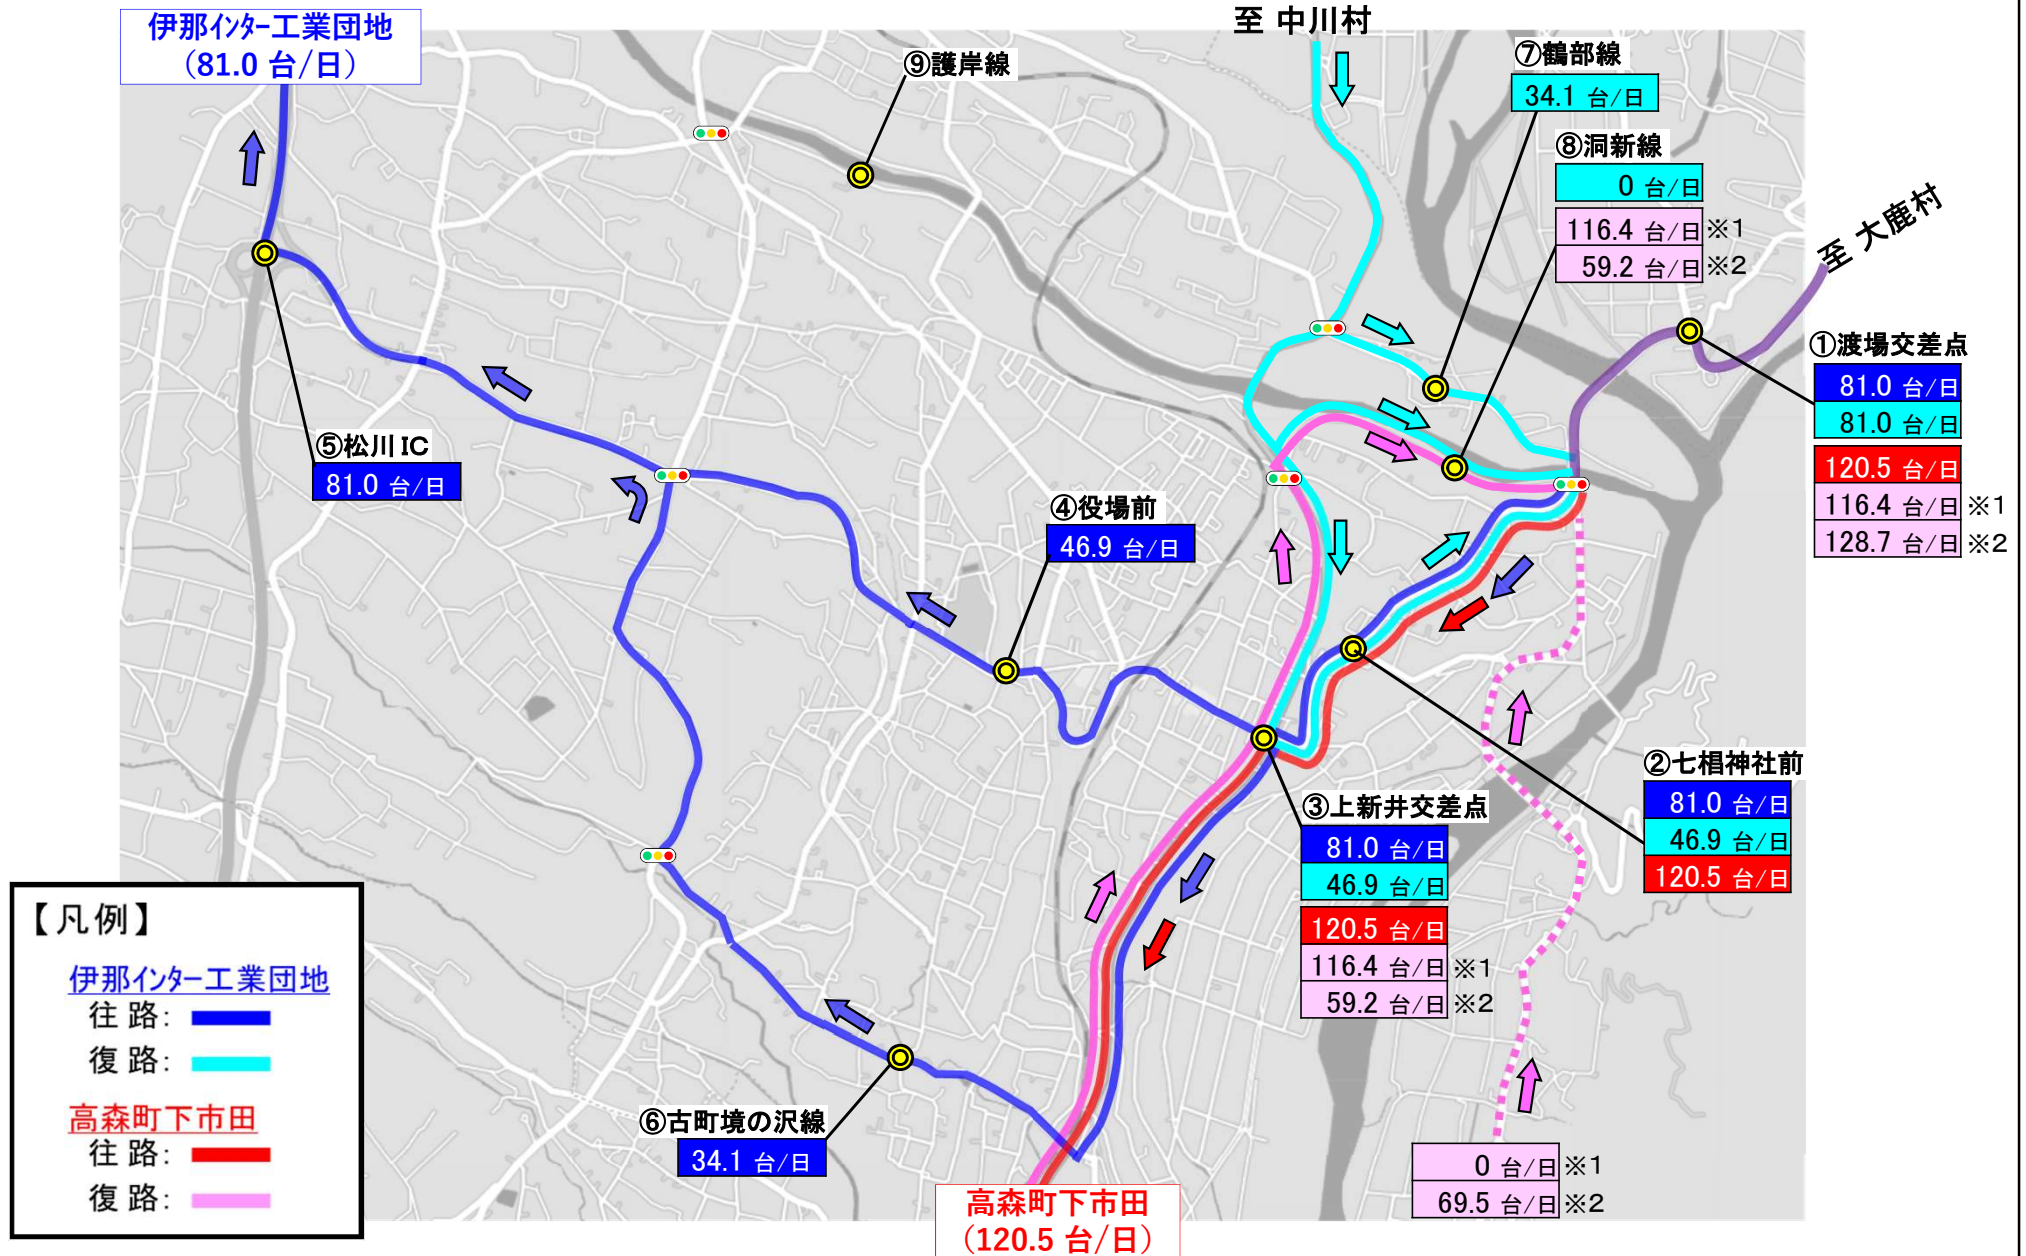 伊那インター工業団地
（81.0 台/日）
至 中川村
⑨護岸線
⑦鶴部線
34.1 台/日
⑧洞新線
0 台/日
116.4 台/日※1
59.2 台/日※2
至 大鹿村
①渡場交差点
81.0 台/日
81.0 台/日
120.5 台/日
116.4 台/日※1
128.7 台/日※2
⑤松川IC
81.0 台/日
④役場前
46.9 台/日
②七椙神社前
81.0 台/日
46.9 台/日
120.5 台/日
③上新井交差点
81.0 台/日
46.9 台/日
120.5 台/日
116.4 台/日※1
59.2 台/日※2
【凡例】
伊那インター工業団地
往路：
復路：
高森町下市田
往路：
復路：
⑥古町境の沢線
34.1 台/日
0 台/日※1
69.5 台/日※2
高森町下市田
（120.5 台/日）